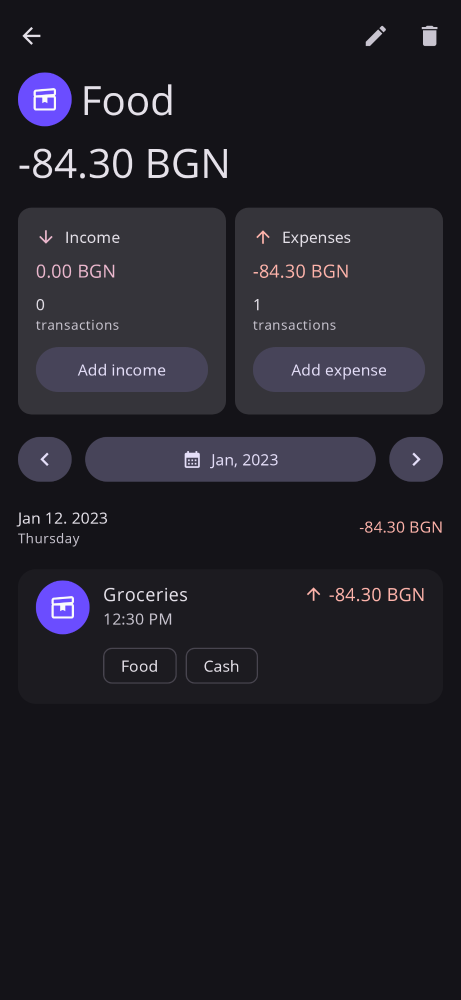 Food
-84.30 BGN
Income
0.00 BGN
0
transactions
Add income
Expenses
-84.30 BGN
1
transactions
Add expense
Jan, 2023
Jan 12. 2023
Thursday
-84.30 BGN
Groceries
-84.30 BGN
12:30 PM
Food
Cash